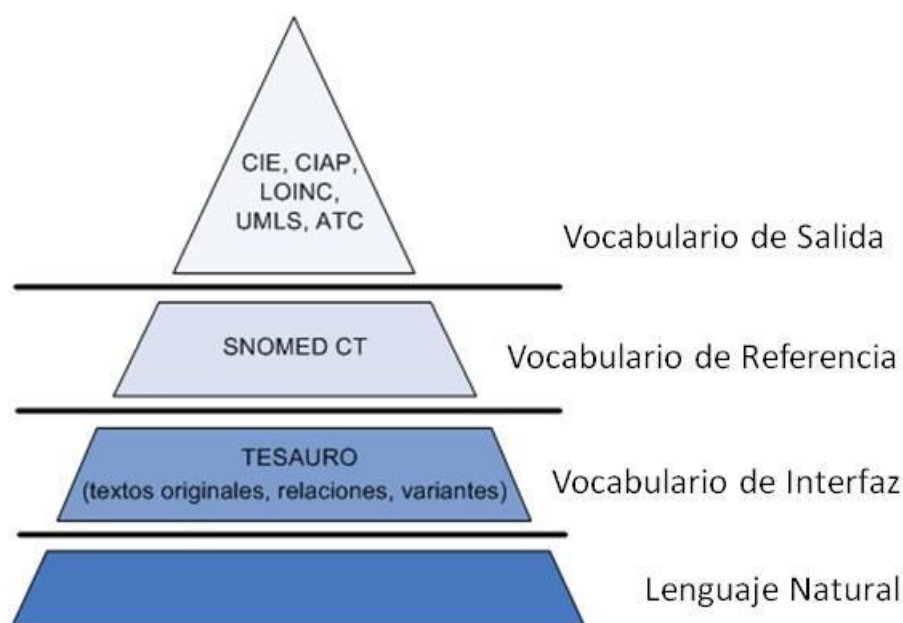 CIE, CIAP,
LOINC,
UMLS, ATC
Vocabulario de Salida
SNOMED CT
Vocabulario de Referencia
TESAURO
(textos originales, relaciones, variantes)
Vocabulario de Interfaz
Lenguaje Natural